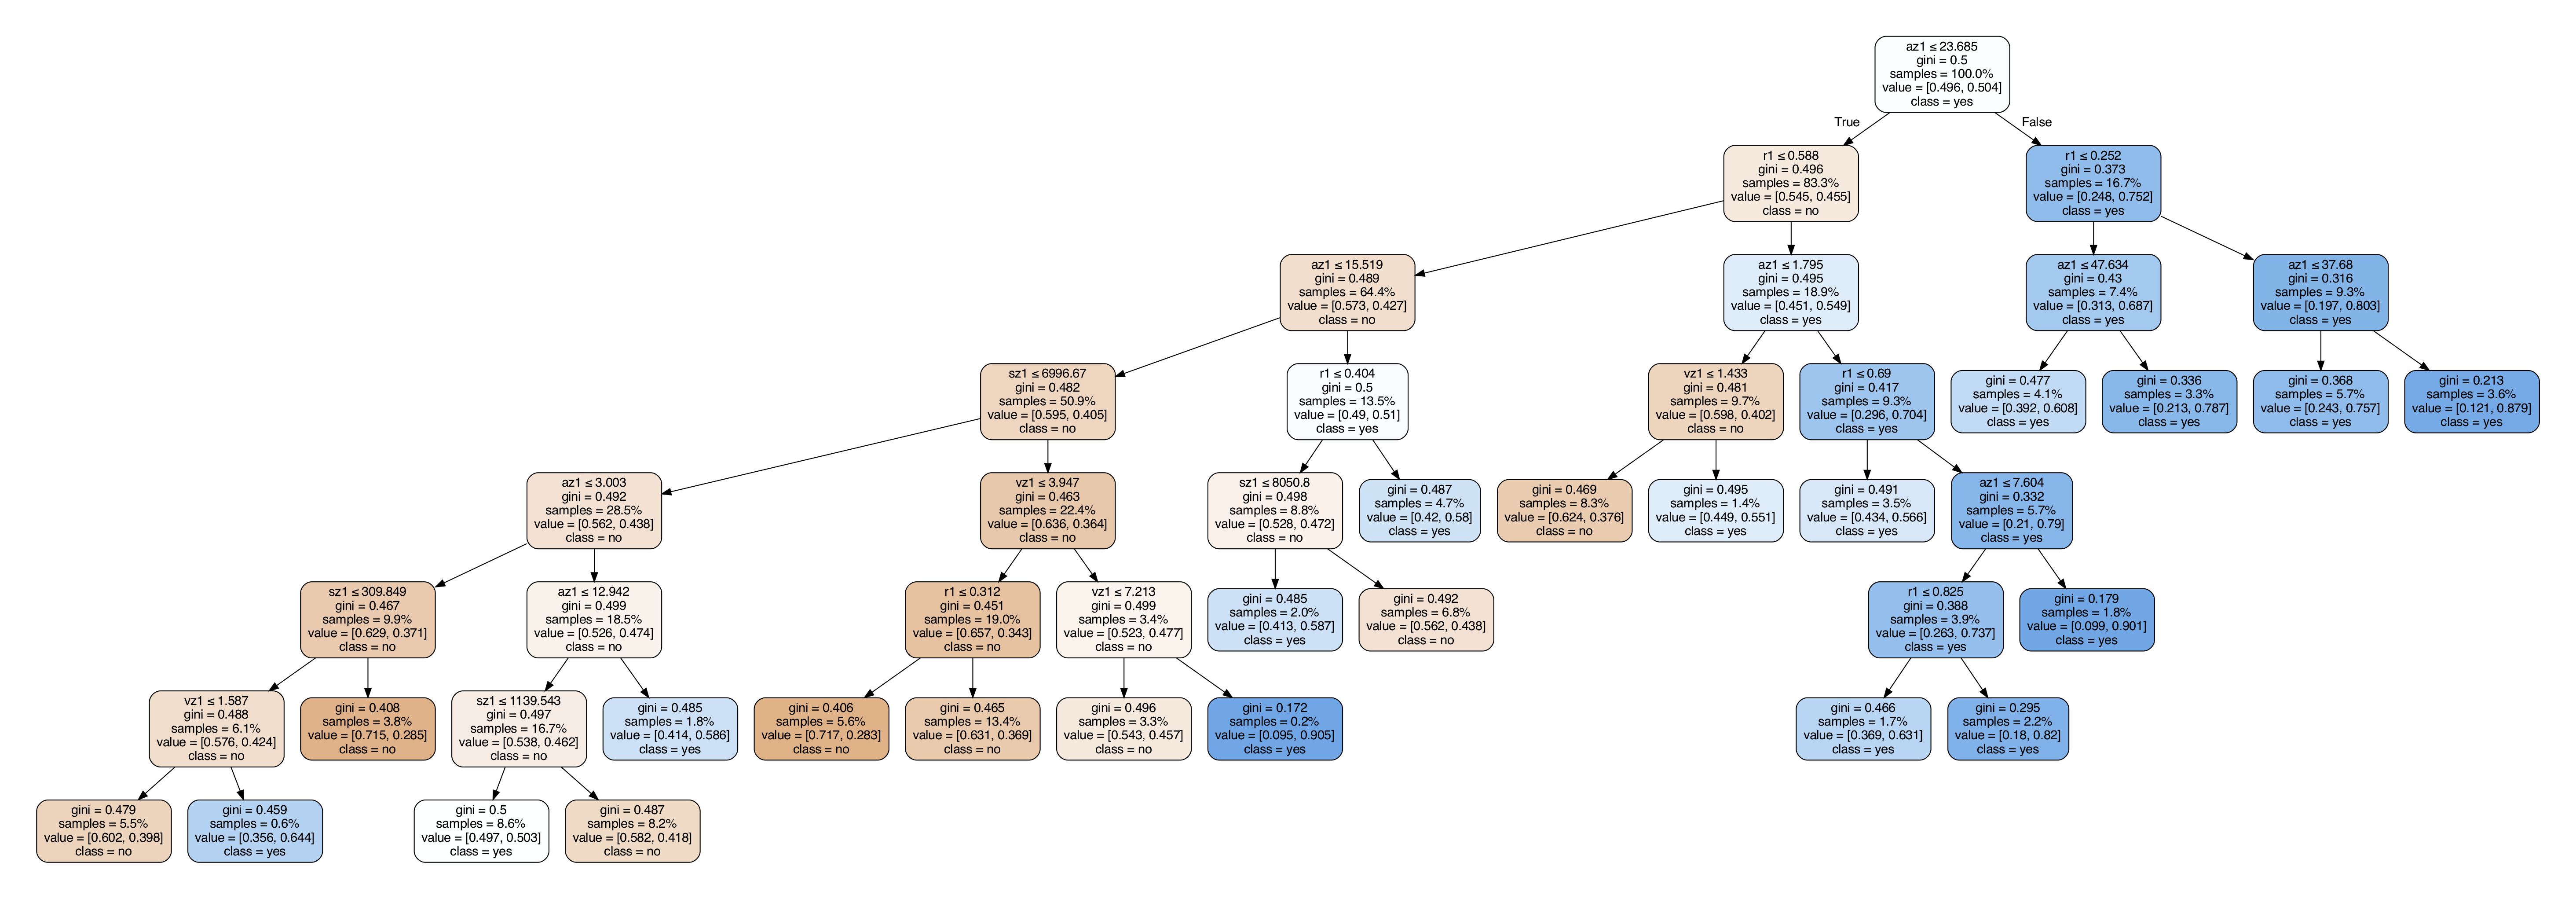 az1 ≤ 23.685
gini = 0.5
samples = 100.0%
value = [0.496, 0.504]
class = yes
True
False
r1 ≤ 0.588
gini = 0.496
samples = 83.3%
value = [0.545, 0.455]
class = no
r1 ≤ 0.252
gini = 0.373
samples = 16.7%
value = [0.248, 0.752]
class = yes
az1 ≤ 15.519
gini = 0.489
samples = 64.4%
value = [0.573, 0.427]
class = no
az1 ≤ 1.795
gini = 0.495
samples = 18.9%
value = [0.451, 0.549]
class = yes
az1 ≤ 47.634
gini = 0.43
samples = 7.4%
value = [0.313, 0.687]
class = yes
az1 ≤ 37.68
gini = 0.316
samples = 9.3%
value = [0.197, 0.803]
class = yes
sz1 ≤ 6996.67
gini = 0.482
samples = 50.9%
value = [0.595, 0.405]
class = no
r1 ≤ 0.404
gini = 0.5
samples = 13.5%
value = [0.49, 0.51]
class = yes
vz1 ≤ 1.433
gini = 0.481
samples = 9.7%
value = [0.598, 0.402]
class = no
r1 ≤ 0.69
gini = 0.417
samples = 9.3%
value = [0.296, 0.704]
class = yes
gini = 0.477
samples = 4.1%
value = [0.392, 0.608]
class = yes
gini = 0.336
samples = 3.3%
value = [0.213, 0.787]
class = yes
gini = 0.368
samples = 5.7%
value = [0.243, 0.757]
class = yes
gini = 0.213
samples = 3.6%
value = [0.121, 0.879]
class = yes
az1 ≤ 3.003
gini = 0.492
samples = 28.5%
value = [0.562, 0.438]
class = no
vz1 ≤ 3.947
gini = 0.463
samples = 22.4%
value = [0.636, 0.364]
class = no
sz1 ≤ 8050.8
gini = 0.498
samples = 8.8%
value = [0.528, 0.472]
class = no
gini = 0.487
samples = 4.7%
value = [0.42, 0.58]
class = yes
gini = 0.469
samples = 8.3%
value = [0.624, 0.376]
class = no
gini = 0.495
samples = 1.4%
value = [0.449, 0.551]
class = yes
gini = 0.491
samples = 3.5%
value = [0.434, 0.566]
class = yes
az1 ≤ 7.604
gini = 0.332
samples = 5.7%
value = [0.21, 0.79]
class = yes
sz1 ≤ 309.849
gini = 0.467
samples = 9.9%
value = [0.629, 0.371]
class = no
az1 ≤ 12.942
gini = 0.499
samples = 18.5%
value = [0.526, 0.474]
class = no
r1 ≤ 0.312
gini = 0.451
samples = 19.0%
value = [0.657, 0.343]
class = no
vz1 ≤ 7.213
gini = 0.499
samples = 3.4%
value = [0.523, 0.477]
class = no
gini = 0.485
samples = 2.0%
value = [0.413, 0.587]
class = yes
gini = 0.492
samples = 6.8%
value = [0.562, 0.438]
class = no
r1 ≤ 0.825
gini = 0.388
samples = 3.9%
value = [0.263, 0.737]
class = yes
gini = 0.179
samples = 1.8%
value = [0.099, 0.901]
class = yes
vz1 ≤ 1.587
gini = 0.488
samples = 6.1%
value = [0.576, 0.424]
class = no
gini = 0.408
samples = 3.8%
value = [0.715, 0.285]
class = no
sz1 ≤ 1139.543
gini = 0.497
samples = 16.7%
value = [0.538, 0.462]
class = no
gini = 0.485
samples = 1.8%
value = [0.414, 0.586]
class = yes
gini = 0.406
samples = 5.6%
value = [0.717, 0.283]
class = no
gini = 0.465
samples = 13.4%
value = [0.631, 0.369]
class = no
gini = 0.496
samples = 3.3%
value = [0.543, 0.457]
class = no
gini = 0.172
samples = 0.2%
value = [0.095, 0.905]
class = yes
gini = 0.466
samples = 1.7%
value = [0.369, 0.631]
class = yes
gini = 0.295
samples = 2.2%
value = [0.18, 0.82]
class = yes
gini = 0.479
samples = 5.5%
value = [0.602, 0.398]
class = no
gini = 0.459
samples = 0.6%
value = [0.356, 0.644]
class = yes
gini = 0.5
samples = 8.6%
value = [0.497, 0.503]
class = yes
gini = 0.487
samples = 8.2%
value = [0.582, 0.418]
class = no